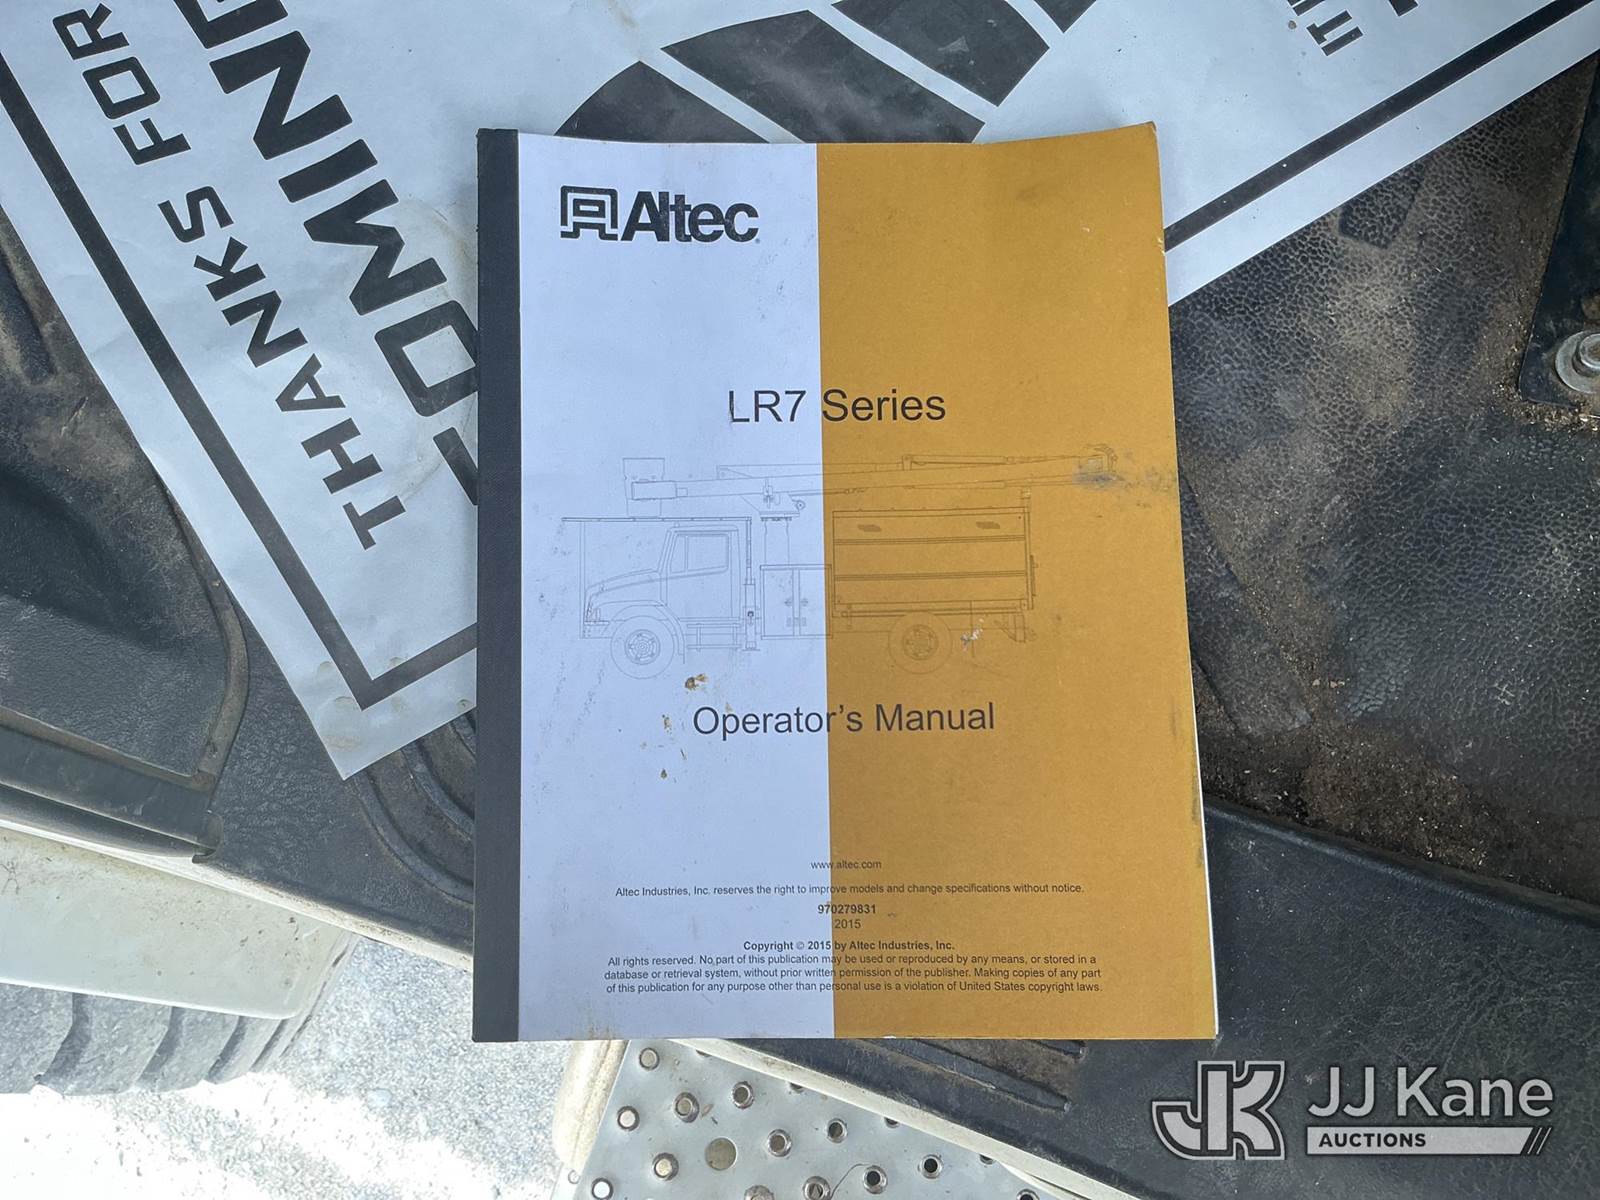 THANKS FOR
COMING
IT
Altec
LR7 Series
Operator's Manual
www.altec.com
Altec Industries, Inc. reserves the right to improve models and change specifications without notice.
970279831
2015
Copyright © 2015 by Altec Industries, Inc.
All rights reserved. No part of this publication may be used or reproduced by any means, or stored in a
database or retrieval system, without prior written permission of the publisher. Making copies of any part
of this publication for any purpose other than personal use is a violation of United States copyright laws.
JK
JJ Kane
AUCTIONS